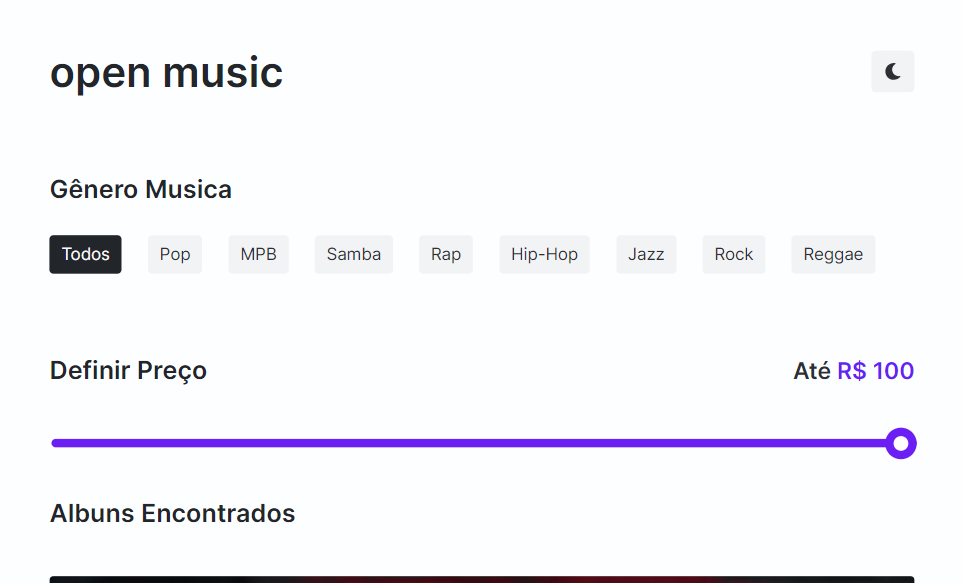 open music
Gênero Musica
Todos Pop MPB Samba Rap Hip-Hop Jazz Rock Reggae
Definir Preço Até R$ 100
Albuns Encontrados